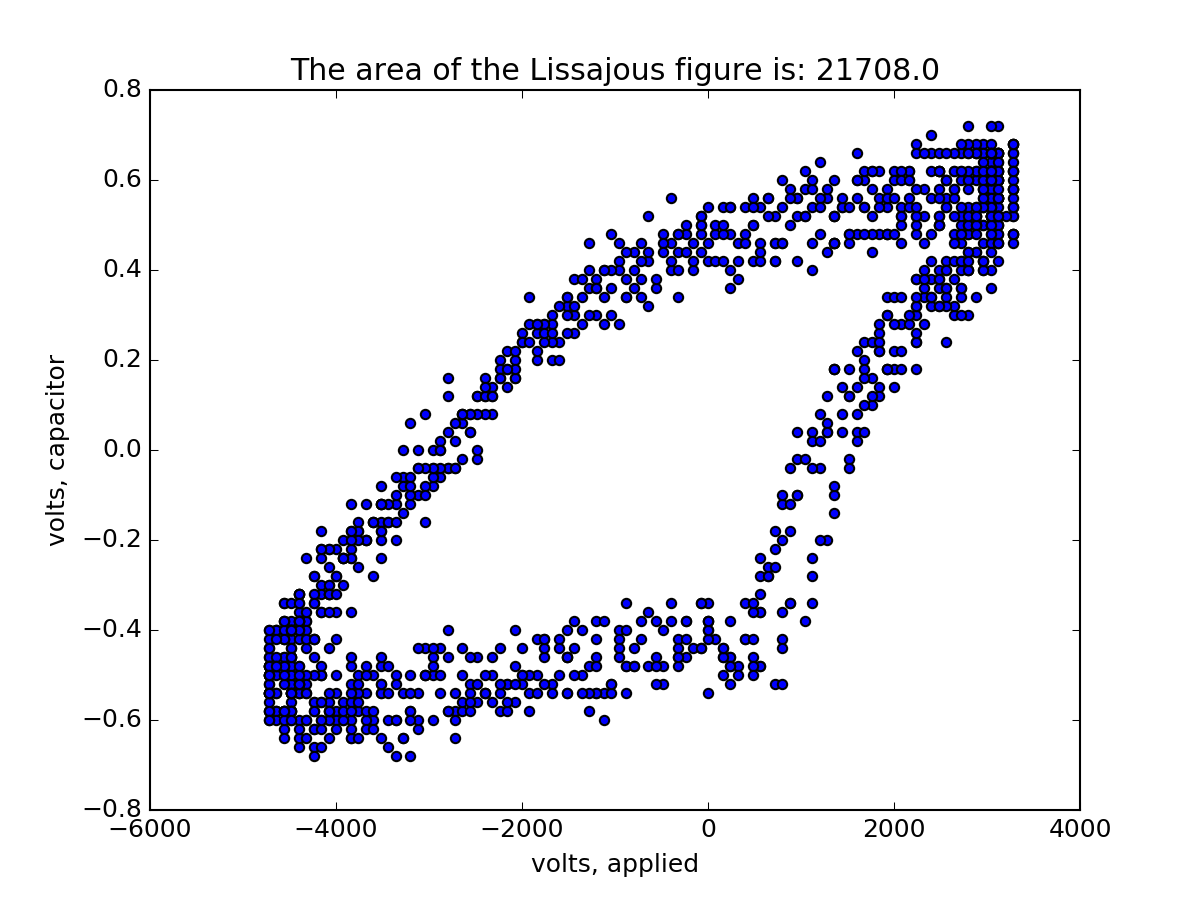 The area of the Lissajous figure is: 21708.0
0.8
0.6
0.4
0.2
0.0
−0.2
−0.4
−0.6
−0.8
volts, capacitor
−6000 −4000 −2000 0 2000 4000
volts, applied